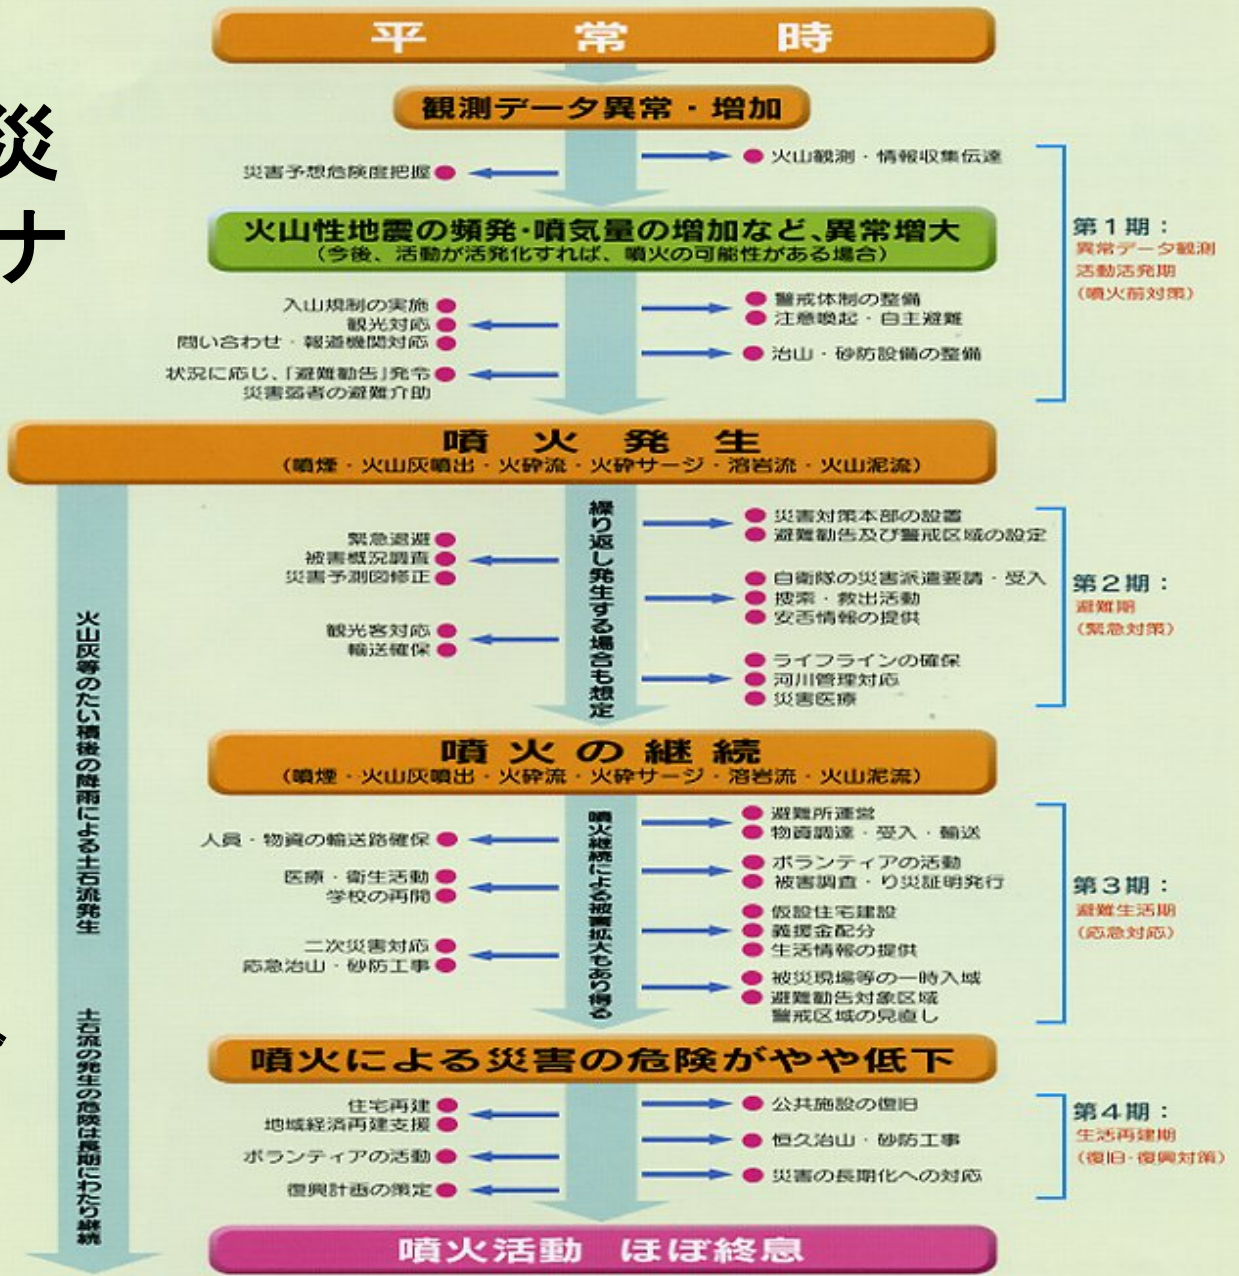 災
ナ
平常時
観測データ異常・増加
災害予想危険度把握
火山観測・情報収集伝達
火山性地震の頻発・噴気量の増加など、異常増大
(今後、活動が活発化すれば、噴火の可能性がある場合)
入山規制の実施
観光対応
問い合わせ・報道機関対応
状況に応じ、「避難勧告」発令
災害弱者の避難介助
警戒体制の整備
注意喚起・自主避難
治山・砂防設備の整備
第1期:
異常データ観測
活動活発期
(噴火前対策)
噴火発生
(噴煙・火山灰噴出・火砕流・火砕サージ・溶岩流・火山泥流)
繰り返し発生する場合も想定
緊急退避
被害概況調査
災害予測図修正
観光客対応
輸送確保
災害対策本部の設置
避難勧告及び警戒区域の設定
自衛隊の災害派遣要請・受入
捜索・救出活動
安否情報の提供
ライフラインの確保
河川管理対応
災害医療
第2期:
避難期
(緊急対策)
火山灰等のたい積後の降雨による土石流発生
噴火の継続
(噴煙・火山灰噴出・火砕流・火砕サージ・溶岩流・火山泥流)
噴火継続による被害拡大もあり得る
人員・物資の輸送路確保
医療・衛生活動
学校の再開
二次災害対応
応急治山・砂防工事
避難所運営
物資調達・受入・輸送
ボランティアの活動
被害調査・り災証明発行
仮設住宅建設
義援金配分
生活情報の提供
被災現場等の一時入域
避難勧告対象区域
警戒区域の見直し
第3期:
避難生活期
(応急対応)
土石流の発生の危険は長期にわたり継続
噴火による災害の危険がやや低下
住宅再建
地域経済再建支援
ボランティアの活動
復興計画の策定
公共施設の復旧
恒久治山・砂防工事
災害の長期化への対応
第4期:
生活再建期
(復旧・復興対策)
噴火活動 ほぼ終息